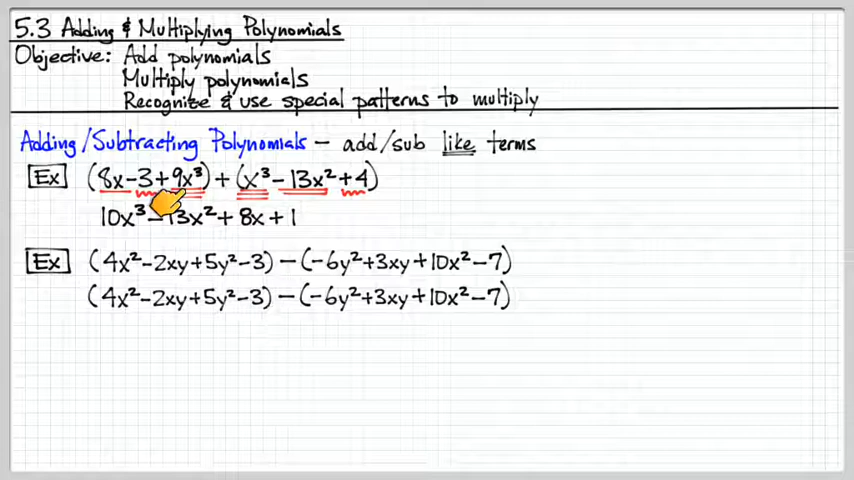 5.3 Adding & Multiplying Polynomials
Objective: Add polynomials
Multiply polynomials
Recognize & use special patterns to multiply
Adding/Subtracting Polynomials - add/sub like terms
Ex (8x-3+9x³)+(x³-13x²+4)
10x³-13x²+8x+1
Ex (4x²-2xy+5y²-3)-(-6y²+3xy+10x²-7)
(4x²-2xy+5y²-3)-(-6y²+3xy+10x²-7)